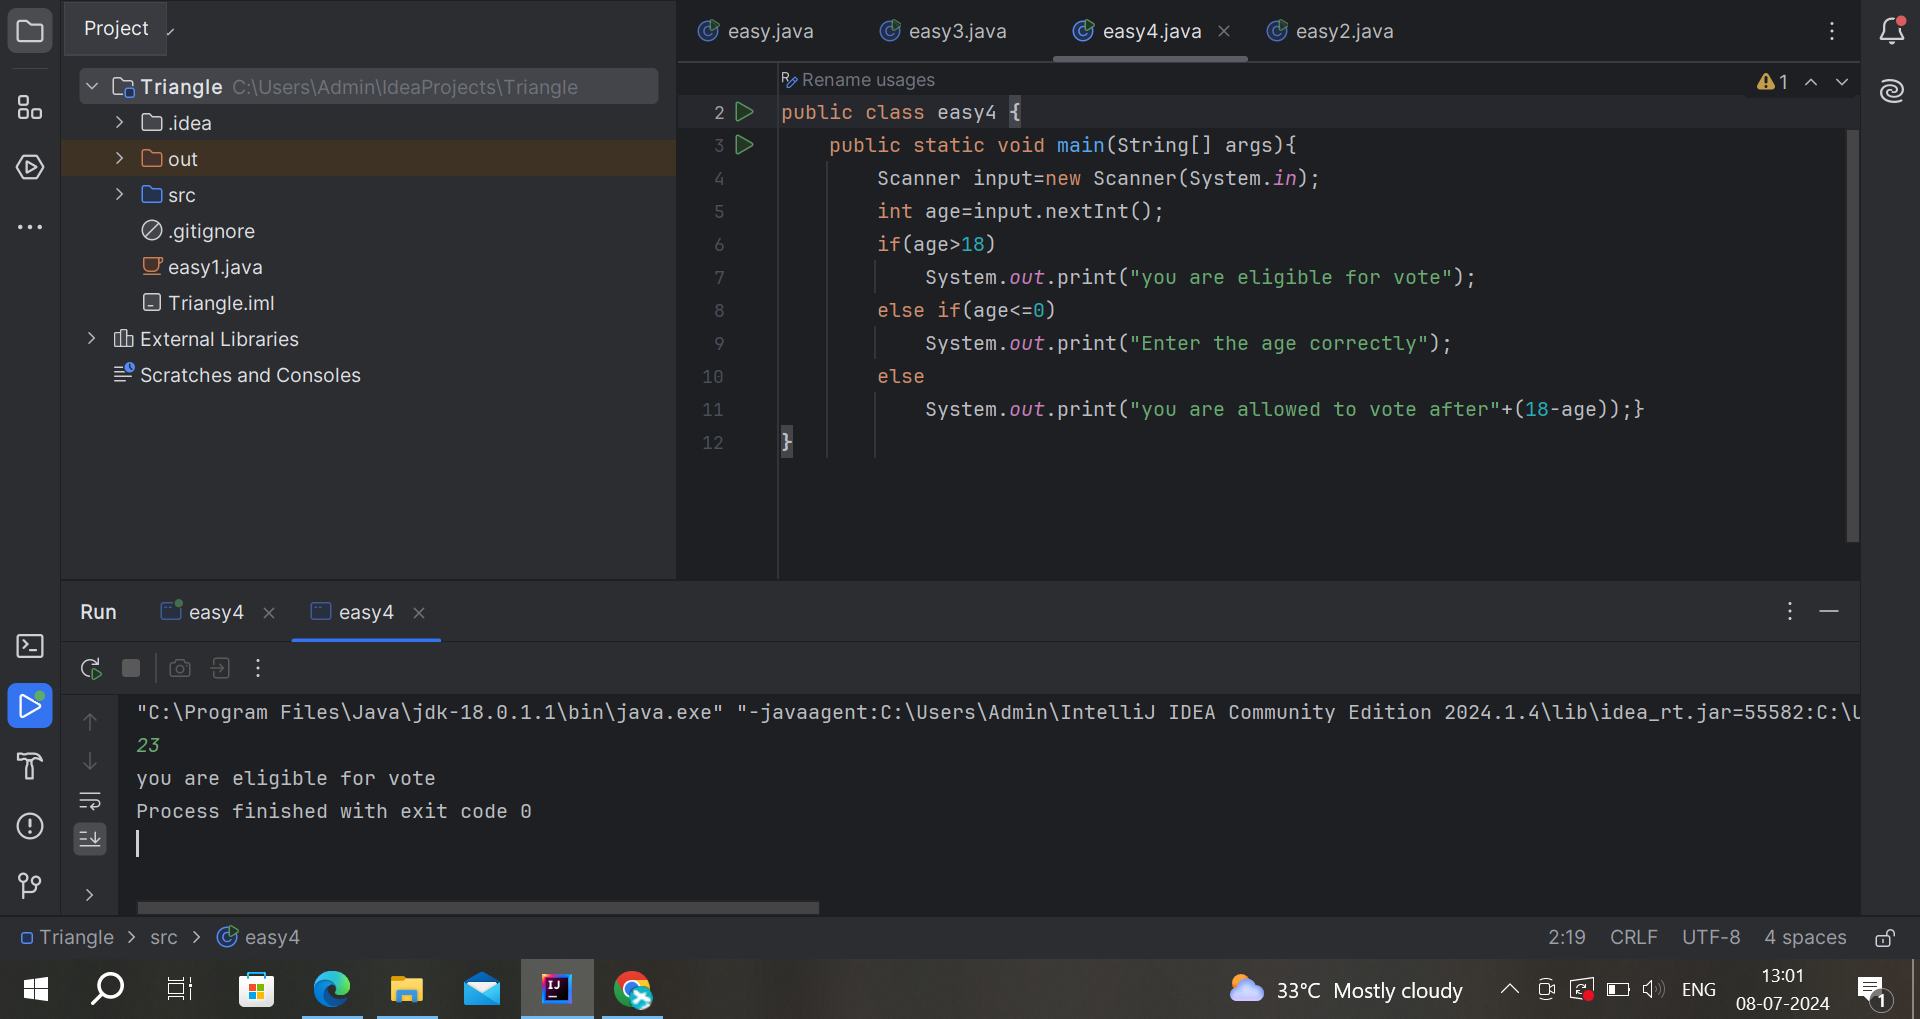 Project
easy.java
easy3.java
easy4.java
easy2.java
Triangle C:\Users\Admin\IdeaProjects\Triangle
.idea
out
src
.gitignore
easy1.java
Triangle.iml
External Libraries
Scratches and Consoles
Rename usages
1
2 public class easy4 {
3 public static void main(String[] args){
4 Scanner input=new Scanner(System.in);
5 int age=input.nextInt();
6 if(age>18)
7 System.out.print("you are eligible for vote");
8 else if(age<=0)
9 System.out.print("Enter the age correctly");
10 else
11 System.out.print("you are allowed to vote after"+(18-age));}
12 }
Run
easy4
easy4
"C:\Program Files\Java\jdk-18.0.1.1\bin\java.exe" "-javaagent:C:\Users\Admin\IntelliJ IDEA Community Edition 2024.1.4\lib\idea_rt.jar=55582:C:\U
23
you are eligible for vote
Process finished with exit code 0
Triangle > src > easy4
2:19 CRLF UTF-8 4 spaces
IJ
33°C Mostly cloudy
ENG
13:01
08-07-2024
1